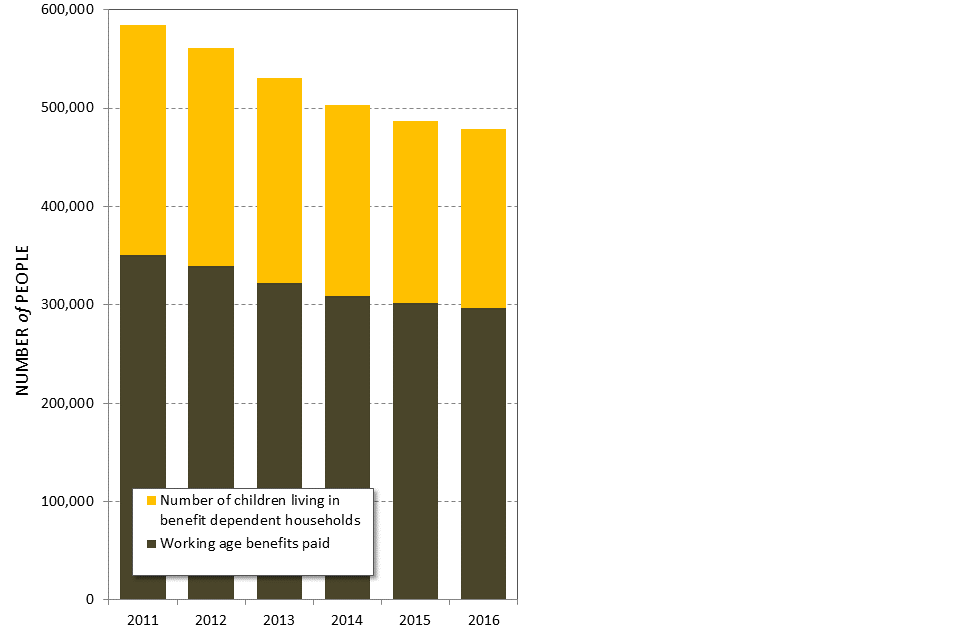 600,000
500,000
400,000
300,000
200,000
100,000
0
NUMBER of PEOPLE
Number of children living in
benefit dependent households
Working age benefits paid
2011 2012 2013 2014 2015 2016